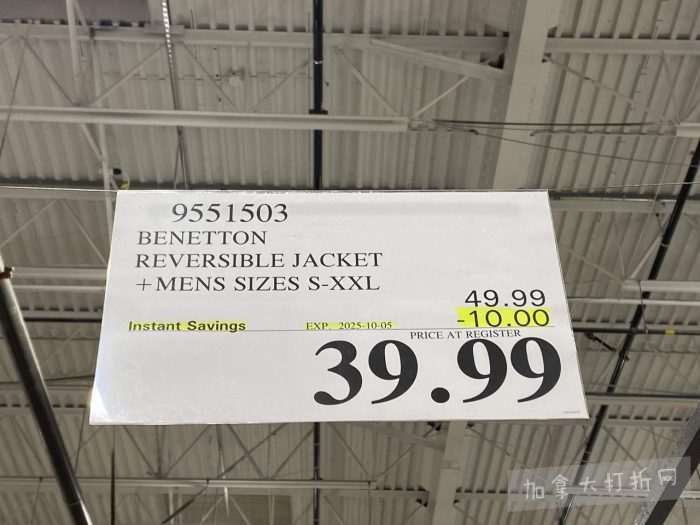 9551503
BENETTON
REVERSIBLE JACKET
+MENS SIZES S-XXL
49.99
Instant Savings EXP. 2025-10-05 -10.00
PRICE AT REGISTER
39.99
加拿大打折网